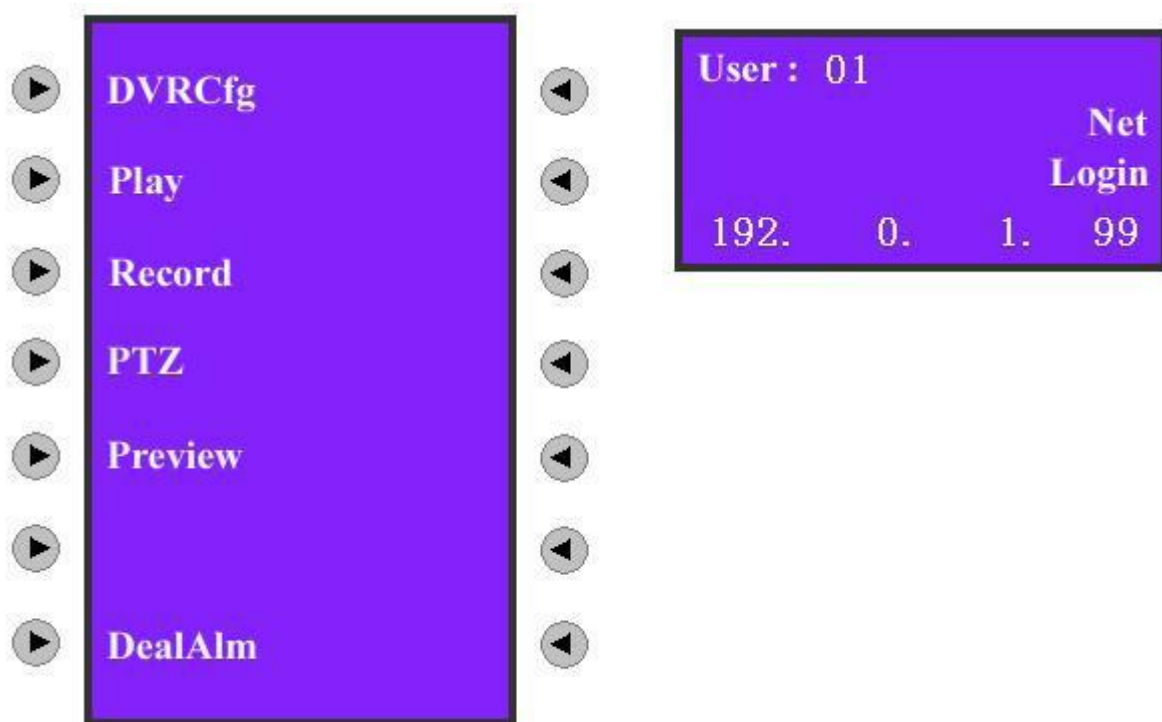 DVRCfg
Play
Record
PTZ
Preview
DealAlm
User : 01
Net
Login
192. 0. 1. 99